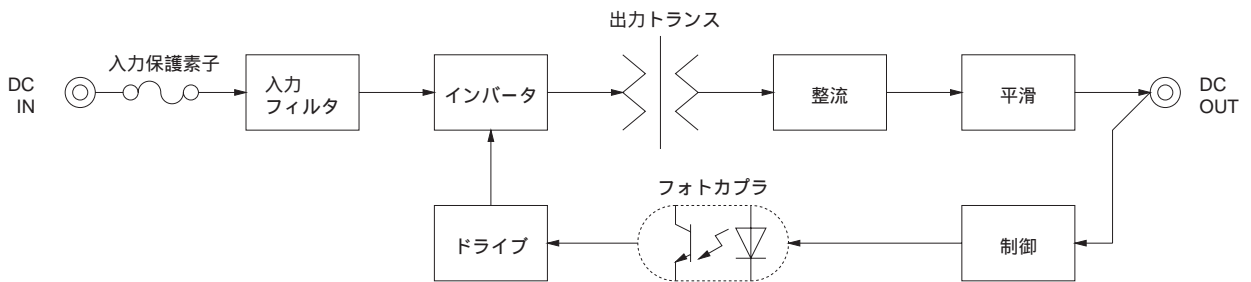 出力トランス
入力保護素子
DC
IN
入力
フィルタ
インバータ
整流
平滑
DC
OUT
フォトカプラ
ドライブ
制御